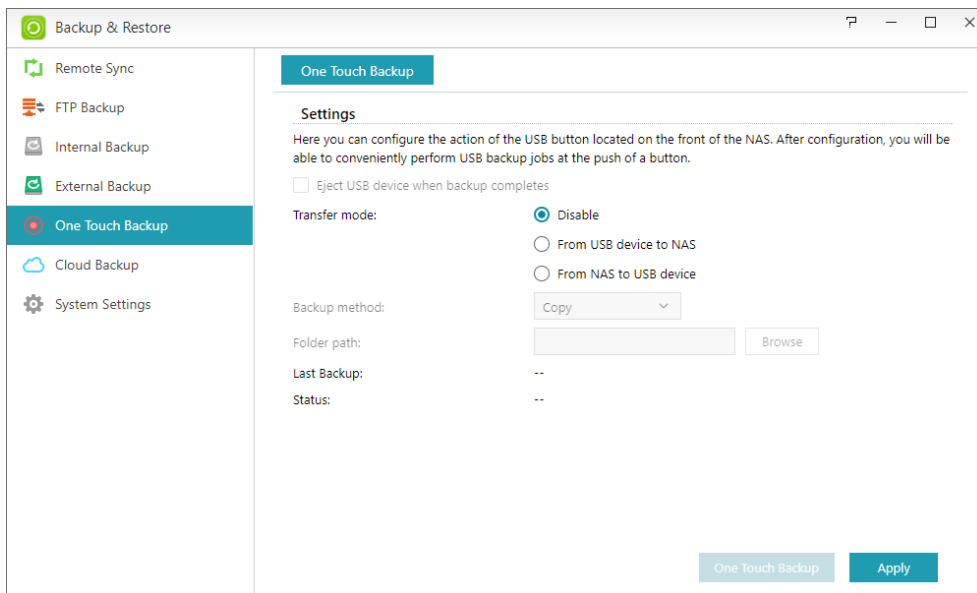 Backup & Restore
Remote Sync
FTP Backup
Internal Backup
External Backup
One Touch Backup
Cloud Backup
System Settings
One Touch Backup
Settings
Here you can configure the action of the USB button located on the front of the NAS. After configuration, you will be
able to conveniently perform USB backup jobs at the push of a button.
Eject USB device when backup completes
Transfer mode:
Disable
From USB device to NAS
From NAS to USB device
Backup method:
Copy
Folder path:
Browse
Last Backup:
--
Status:
--
One Touch Backup
Apply